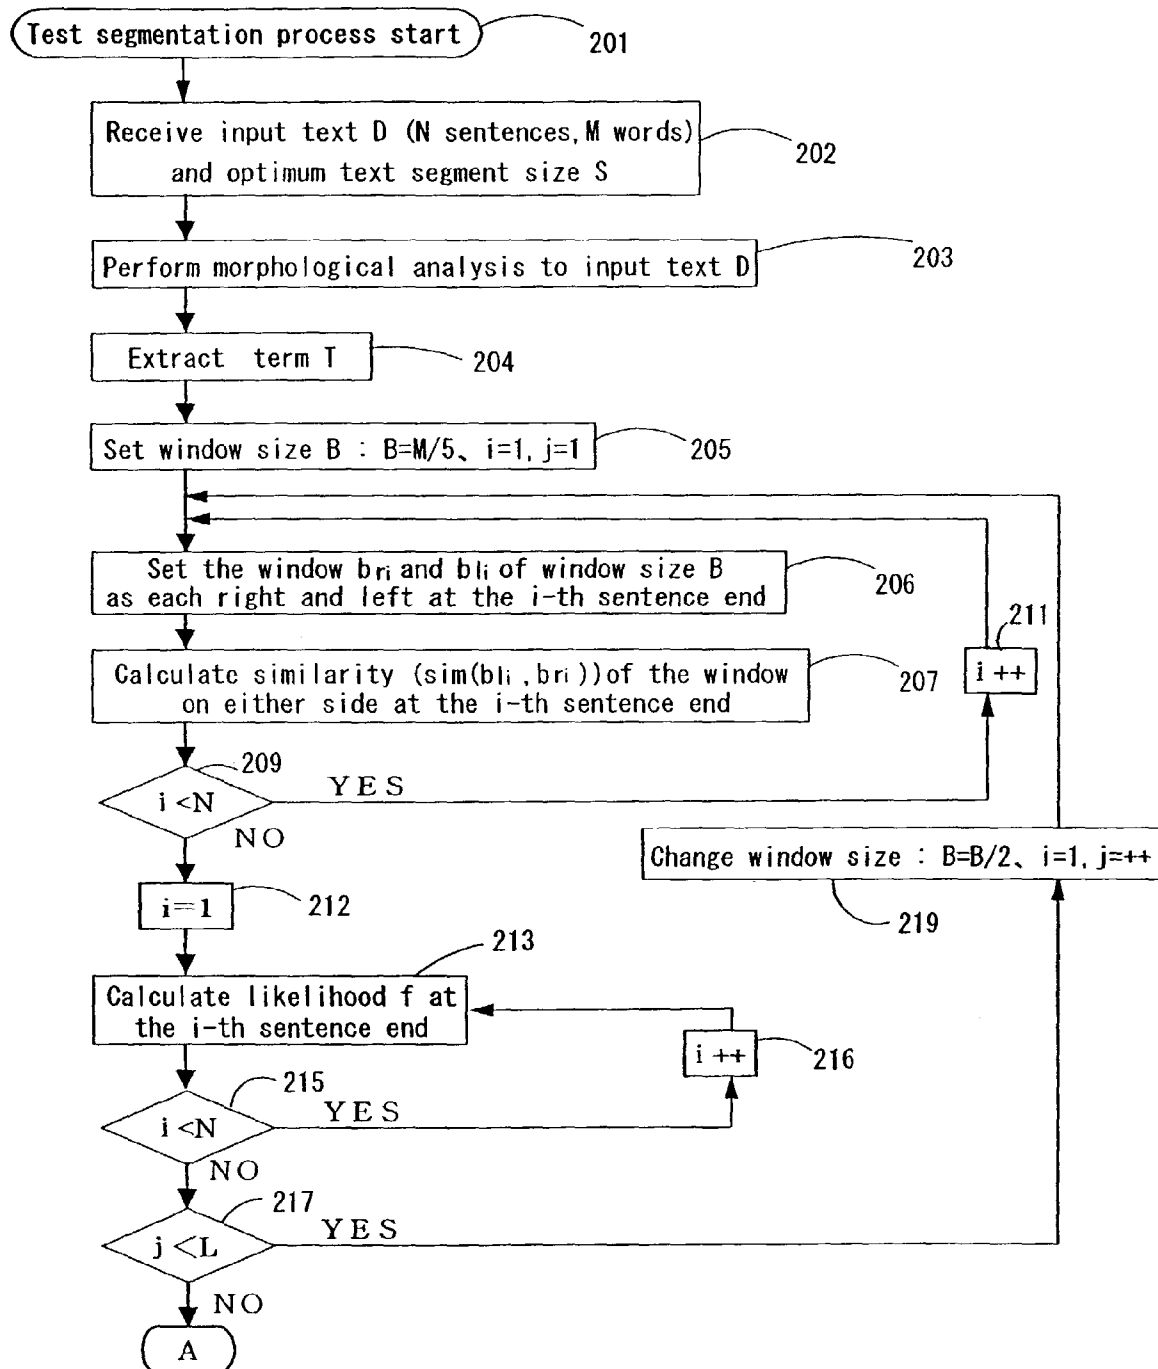 Test segmentation process start
201
Receive input text D (N sentences, M words)
and optimum text segment size S
202
Perform morphological analysis to input text D
203
Extract term T
204
Set window size B : B=M/5、 i=1, j=1
205
Set the window bri and bli of window size B
as each right and left at the i-th sentence end
206
211
i ++
Calculate similarity (sim(bli ,bri ))of the window
on either side at the i-th sentence end
207
209
i <N
YES
NO
Change window size : B=B/2、 i=1, j=++
219
i=1
212
213
Calculate likelihood f at
the i-th sentence end
i ++
216
215
i <N
YES
NO
217
j <L
YES
NO
A